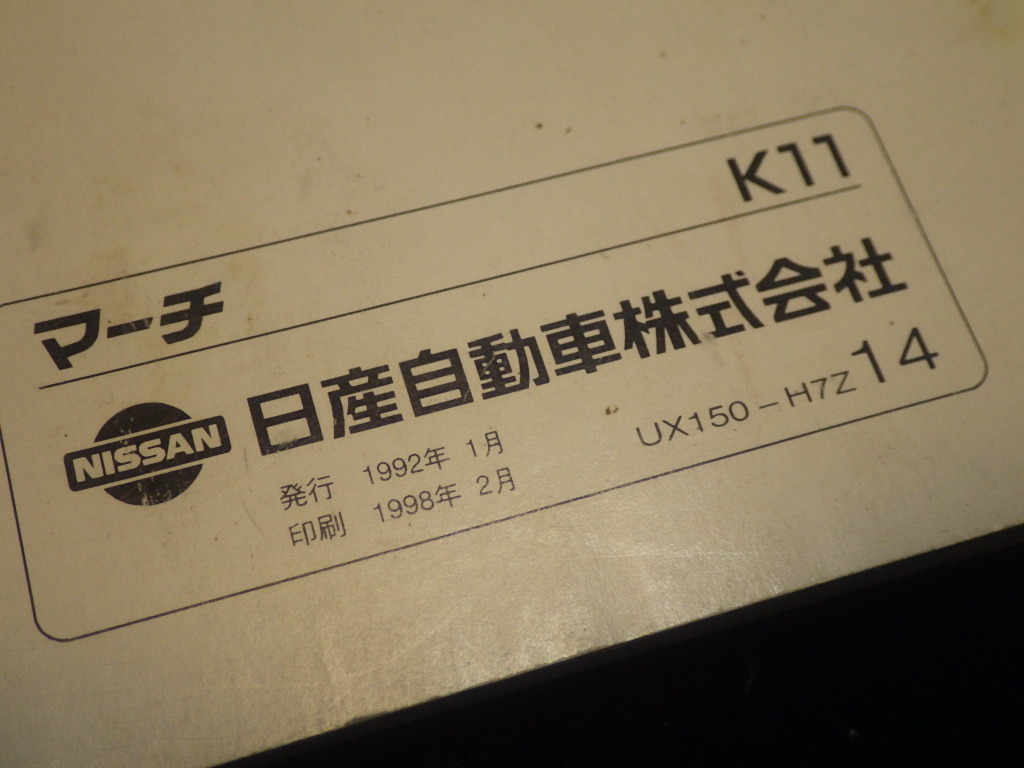 マーチ K11
NISSAN 日産自動車株式会社
発行 1992年 1月
印刷 1998年 2月
UX150－H7Z 14